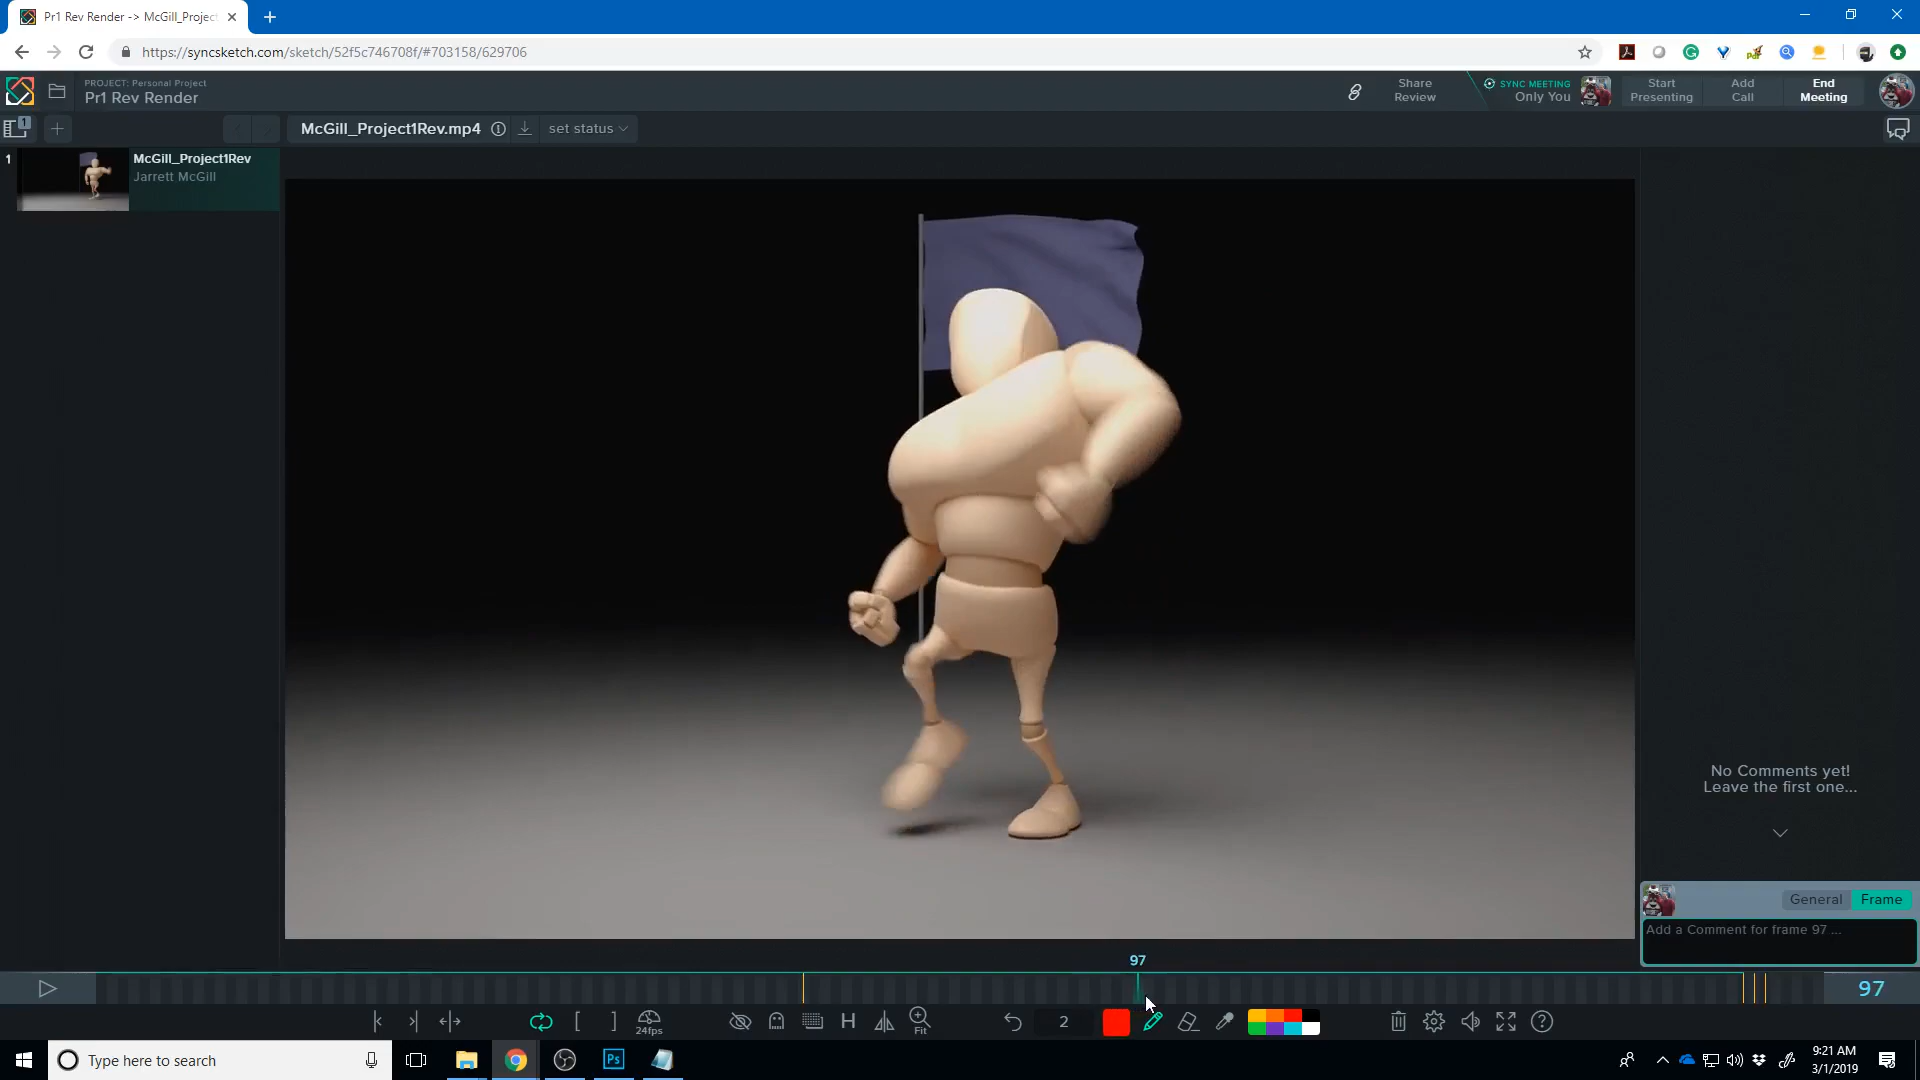 Pr1 Rev Render -> McGill_Project
https://syncsketch.com/sketch/52f5c746708f/#703158/629706
PROJECT: Personal Project
Pr1 Rev Render
Share
Review
SYNC MEETING
Only You
Start
Presenting
Add
Call
End
Meeting
1
McGill_Project1Rev.mp4
set status
1
McGill_Project1Rev
Jarrett McGill
No Comments yet!
Leave the first one...
General
Frame
Add a Comment for frame 97 ...
97
97
24fps
H
Fit
2
Type here to search
Ps
9:21 AM
3/1/2019